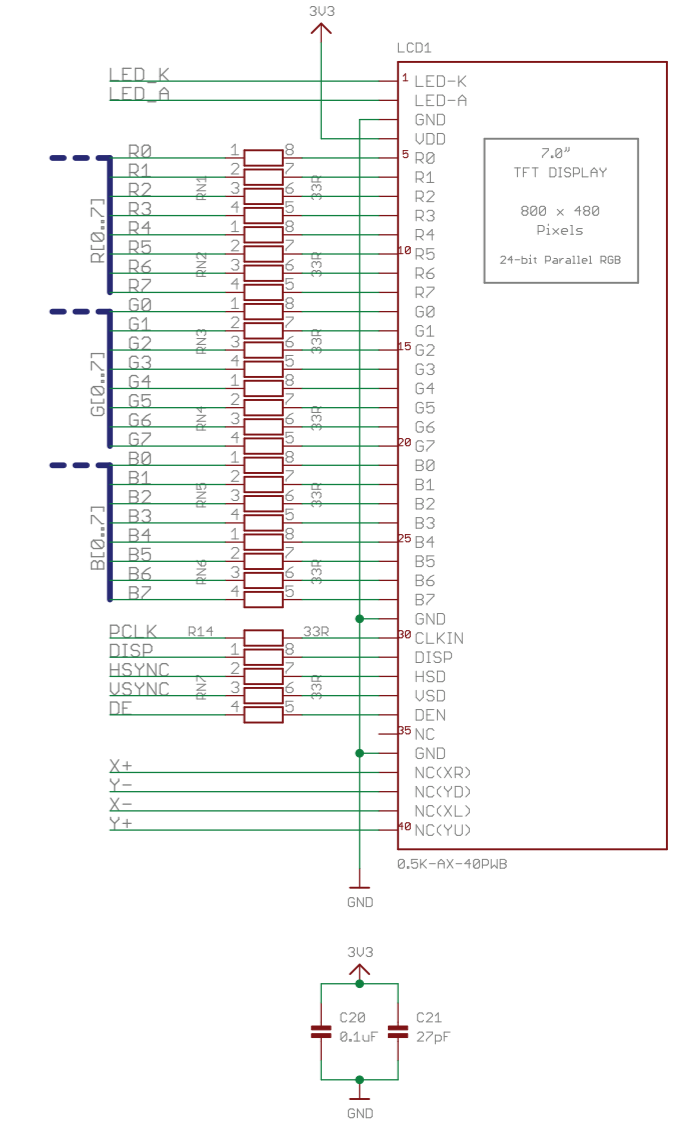 3V3
LCD1
LED_K 1 LED-K
LED_A LED-A
GND
VDD
R0 1 8 5 R0
R1 2 7 R1
R2 3 6 R2
R3 4 5 R3
R4 1 8 R4
R5 2 7 10 R5
R6 3 6 R6
R7 4 5 R7
RN1 33R
RN2 33R
R[0..7]
7.0"
TFT DISPLAY
800 x 480
Pixels
24-bit Parallel RGB
G0 1 8 G0
G1 2 7 G1
G2 3 6 15 G2
G3 4 5 G3
G4 1 8 G4
G5 2 7 G5
G6 3 6 G6
G7 4 5 20 G7
RN3 33R
RN4 33R
G[0..7]
B0 1 8 B0
B1 2 7 B1
B2 3 6 B2
B3 4 5 B3
B4 1 8 25 B4
B5 2 7 B5
B6 3 6 B6
B7 4 5 B7
RN5 33R
RN6 33R
B[0..7]
GND
PCLK R14 33R 30 CLKIN
DISP 1 8 DISP
HSYNC 2 7 HSD
VSYNC 3 6 VSD
DE 4 5 DEN
RN7 33R
35 NC
GND
X+ NC(XR)
Y- NC(YD)
X- NC(XL)
Y+ 40 NC(YU)
0.5K-AX-40PWB
GND
3V3
C20 C21
0.1uF 27pF
GND